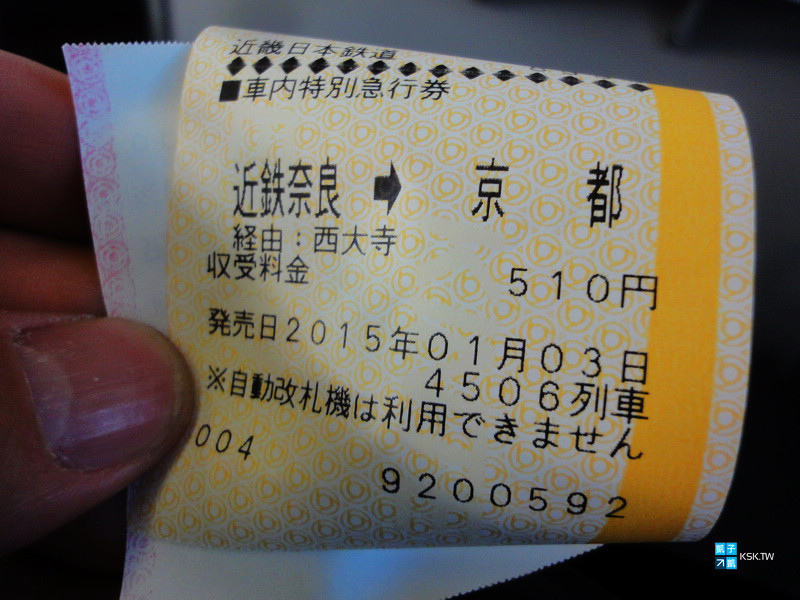 近畿日本鉄道
■車内特別急行券
近鉄奈良 ➡ 京 都
経由：西大寺
収受料金 ５１０円
発売日２０１５年０１月０３日
４５０６列車
※自動改札機は利用できません
００４
９２００５９２
凱子凱 KSK.TW